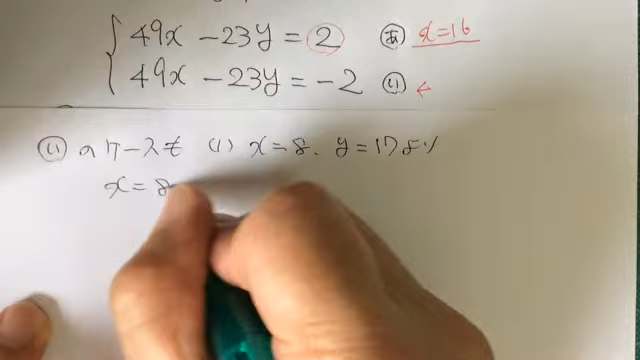 49x − 23y = 2 あ x=16
49x − 23y = −2 い ←
い のケースも (1) x=8. y=17より
x=8